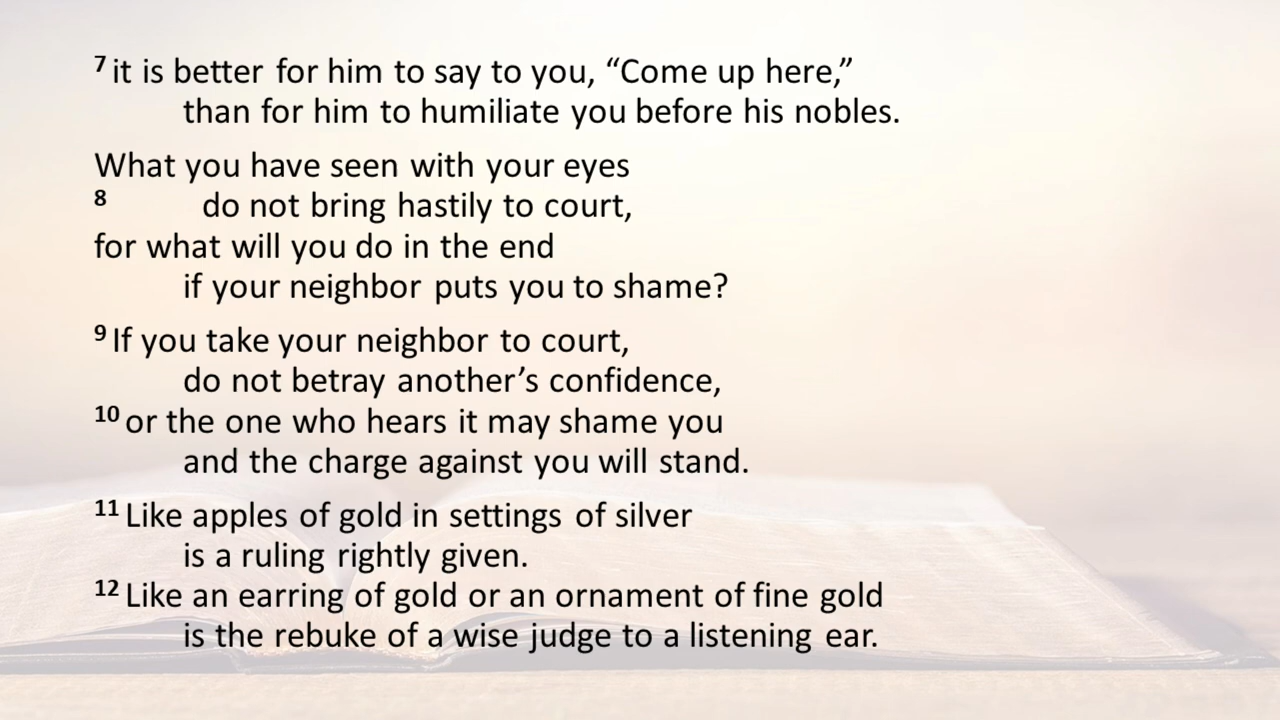 7 it is better for him to say to you, “Come up here,”
than for him to humiliate you before his nobles.
What you have seen with your eyes
8 do not bring hastily to court,
for what will you do in the end
if your neighbor puts you to shame?
9 If you take your neighbor to court,
do not betray another’s confidence,
10 or the one who hears it may shame you
and the charge against you will stand.
11 Like apples of gold in settings of silver
is a ruling rightly given.
12 Like an earring of gold or an ornament of fine gold
is the rebuke of a wise judge to a listening ear.